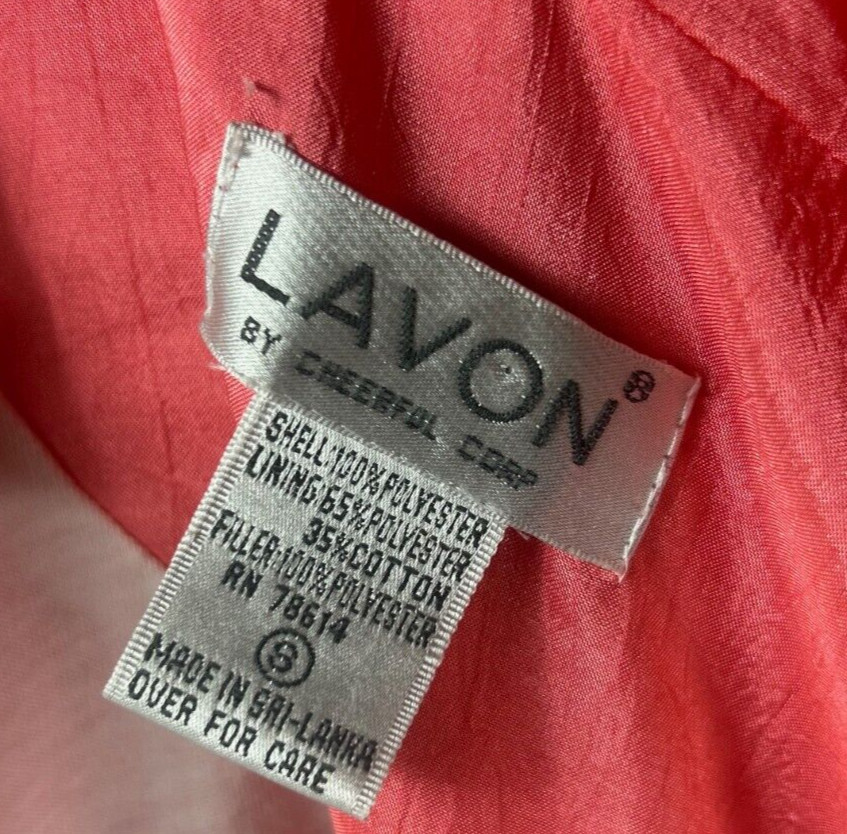 LAVON®
BY CHEERFUL CORP
SHELL:100%POLYESTER
LINING:65%POLYESTER
35%COTTON
FILLER:100%POLYESTER
RN 78614
S
MADE IN SRI-LANKA
OVER FOR CARE